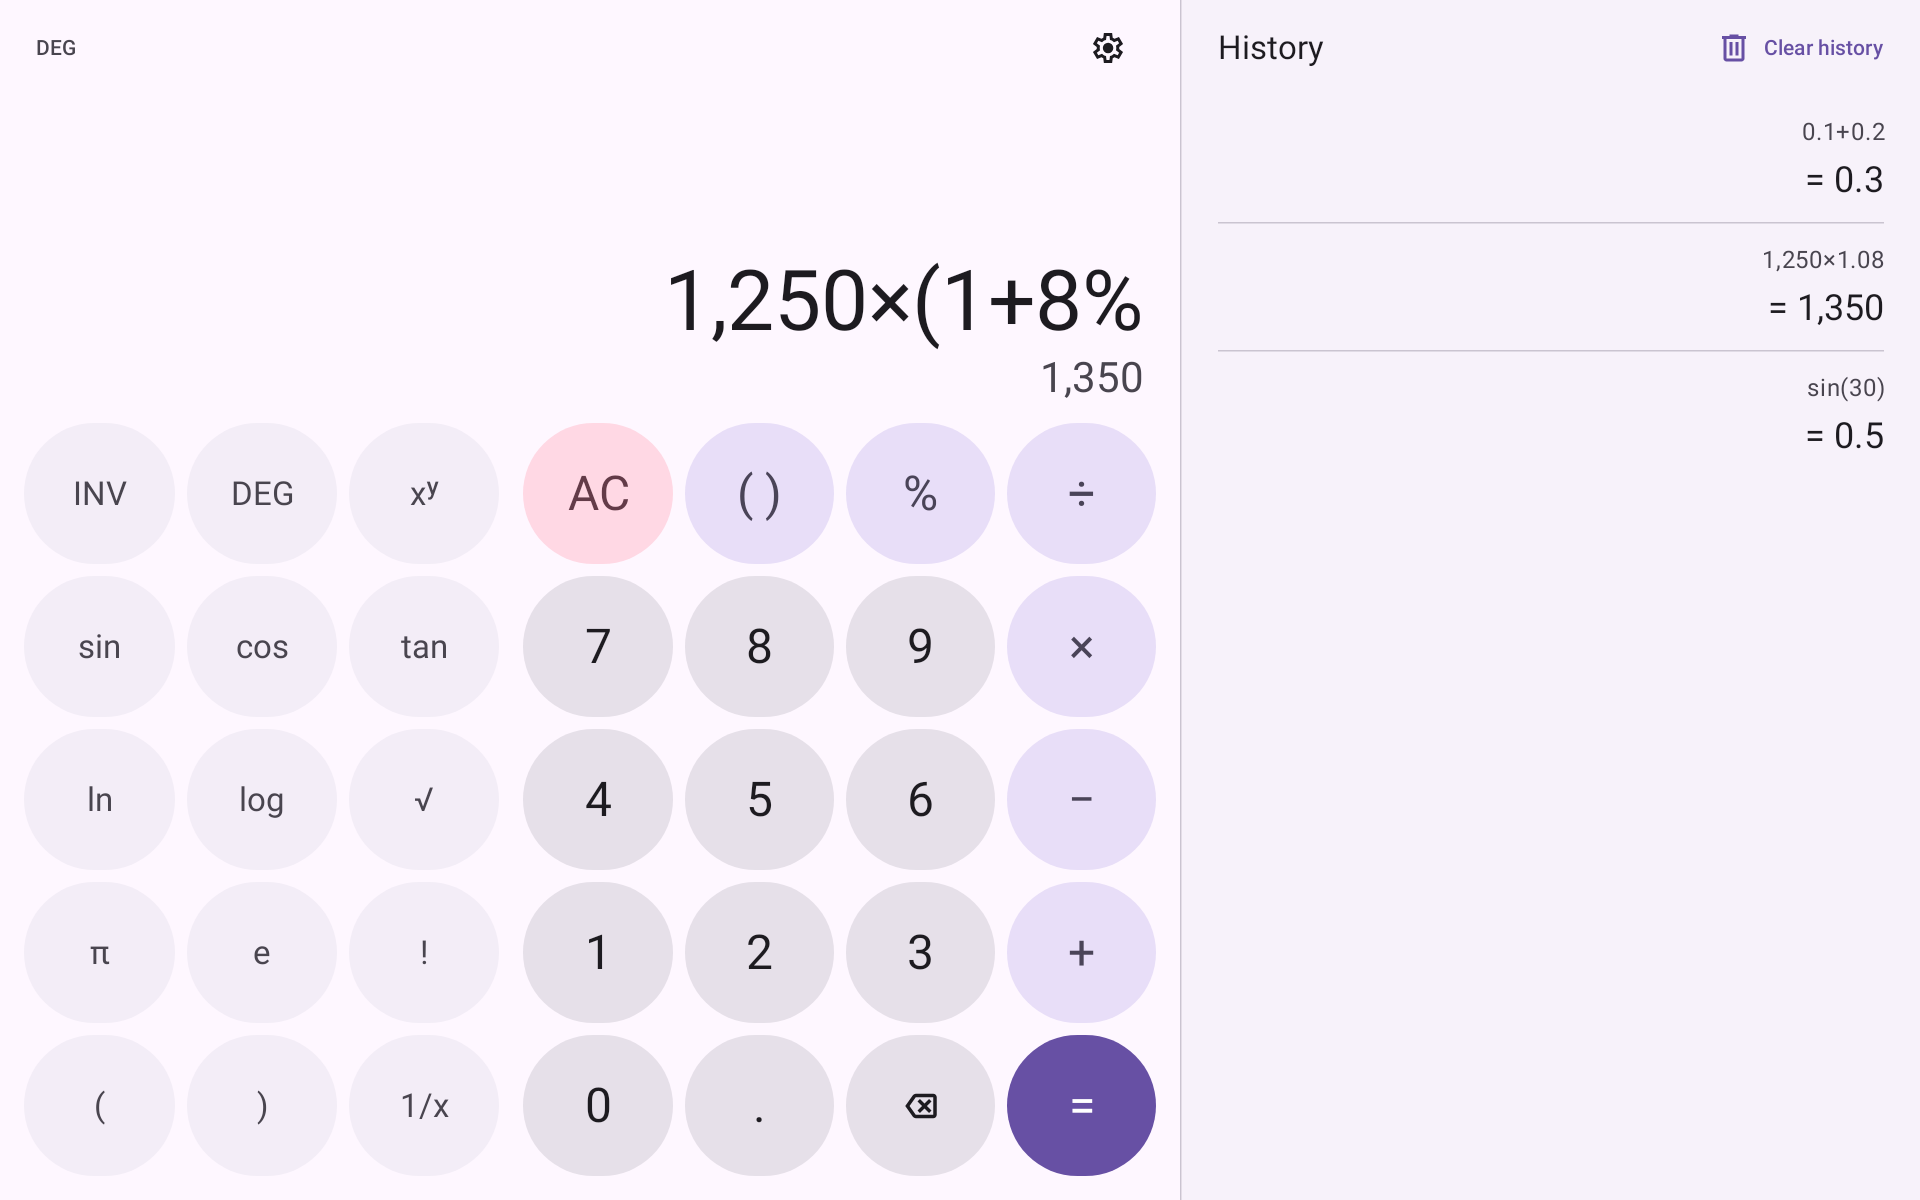 DEG
1,250×(1+8%
1,350
INV DEG xʸ AC ( ) % ÷
sin cos tan 7 8 9 ×
ln log √ 4 5 6 −
π e ! 1 2 3 +
( ) 1/x 0 . =
History
Clear history
0.1+0.2
= 0.3
1,250×1.08
= 1,350
sin(30)
= 0.5